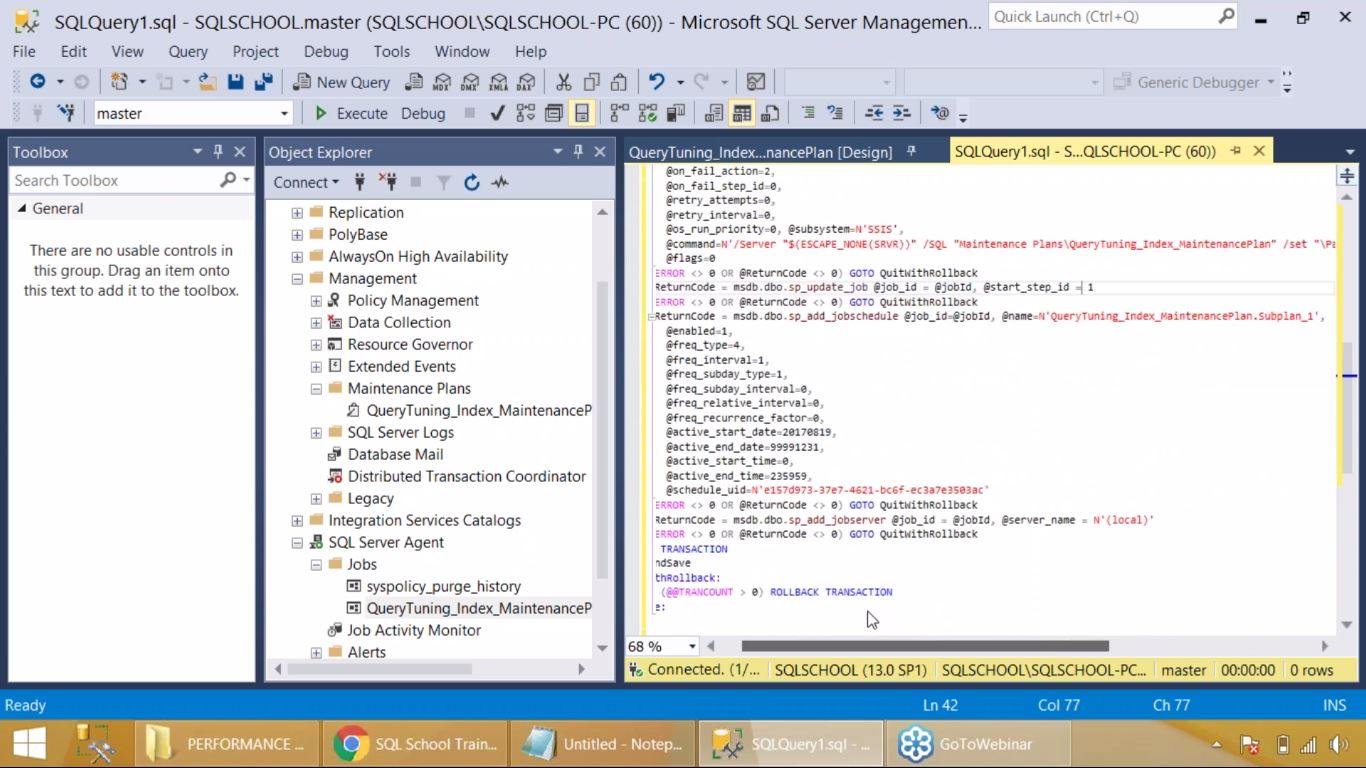 SQLQuery1.sql - SQLSCHOOL.master (SQLSCHOOL\SQLSCHOOL-PC (60)) - Microsoft SQL Server Managemen...
Quick Launch (Ctrl+Q)
File Edit View Query Project Debug Tools Window Help
New Query
MDX DMX XMLA DAX
Generic Debugger
master
Execute Debug
Toolbox
Search Toolbox
General
There are no usable controls in
this group. Drag an item onto
this text to add it to the toolbox.
Object Explorer
Connect
Replication
PolyBase
AlwaysOn High Availability
Management
Policy Management
Data Collection
Resource Governor
Extended Events
Maintenance Plans
QueryTuning_Index_MaintenanceP
SQL Server Logs
Database Mail
Distributed Transaction Coordinator
Legacy
Integration Services Catalogs
SQL Server Agent
Jobs
syspolicy_purge_history
QueryTuning_Index_MaintenanceP
Job Activity Monitor
Alerts
QueryTuning_Index...nancePlan [Design]
SQLQuery1.sql - S...QLSCHOOL-PC (60))
@on_fail_action=2,
@on_fail_step_id=0,
@retry_attempts=0,
@retry_interval=0,
@os_run_priority=0, @subsystem=N'SSIS',
@command=N'/Server "$(ESCAPE_NONE(SRVR))" /SQL "Maintenance Plans\QueryTuning_Index_MaintenancePlan" /set "\Pa
@flags=0
ERROR <> 0 OR @ReturnCode <> 0) GOTO QuitWithRollback
ReturnCode = msdb.dbo.sp_update_job @job_id = @jobId, @start_step_id = 1
ERROR <> 0 OR @ReturnCode <> 0) GOTO QuitWithRollback
ReturnCode = msdb.dbo.sp_add_jobschedule @job_id=@jobId, @name=N'QueryTuning_Index_MaintenancePlan.Subplan_1',
@enabled=1,
@freq_type=4,
@freq_interval=1,
@freq_subday_type=1,
@freq_subday_interval=0,
@freq_relative_interval=0,
@freq_recurrence_factor=0,
@active_start_date=20170819,
@active_end_date=99991231,
@active_start_time=0,
@active_end_time=235959,
@schedule_uid=N'e157d973-37e7-4621-bc6f-ec3a7e3503ac'
ERROR <> 0 OR @ReturnCode <> 0) GOTO QuitWithRollback
ReturnCode = msdb.dbo.sp_add_jobserver @job_id = @jobId, @server_name = N'(local)'
ERROR <> 0 OR @ReturnCode <> 0) GOTO QuitWithRollback
TRANSACTION
ndSave
thRollback:
(@@TRANCOUNT > 0) ROLLBACK TRANSACTION
e:
68 %
Connected. (1/... SQLSCHOOL (13.0 SP1) SQLSCHOOL\SQLSCHOOL-PC... master 00:00:00 0 rows
Ready Ln 42 Col 77 Ch 77 INS
PERFORMANCE ... SQL School Train... Untitled - Notep... SQLQuery1.sql - ... GoToWebinar